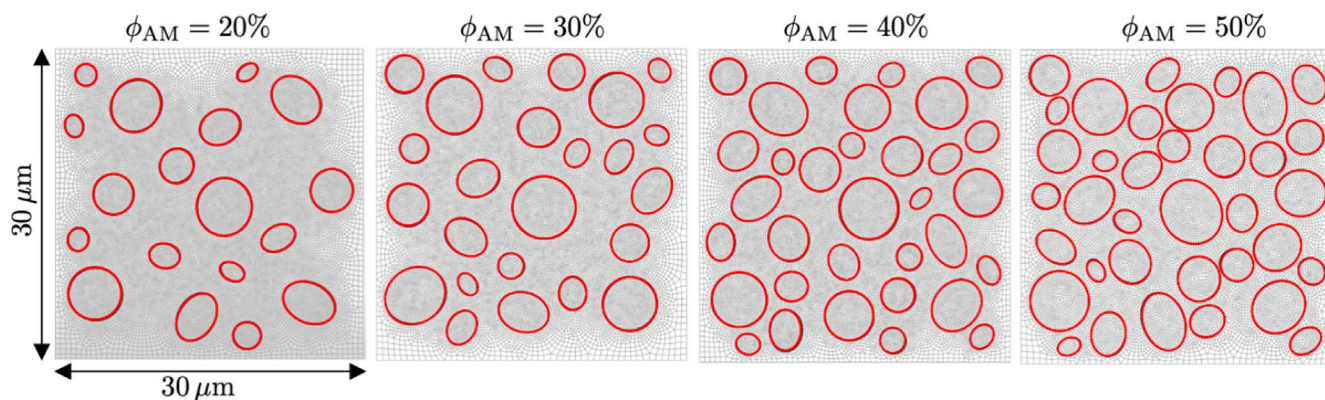 ϕAM = 20%
ϕAM = 30%
ϕAM = 40%
ϕAM = 50%
30 μm
30 μm